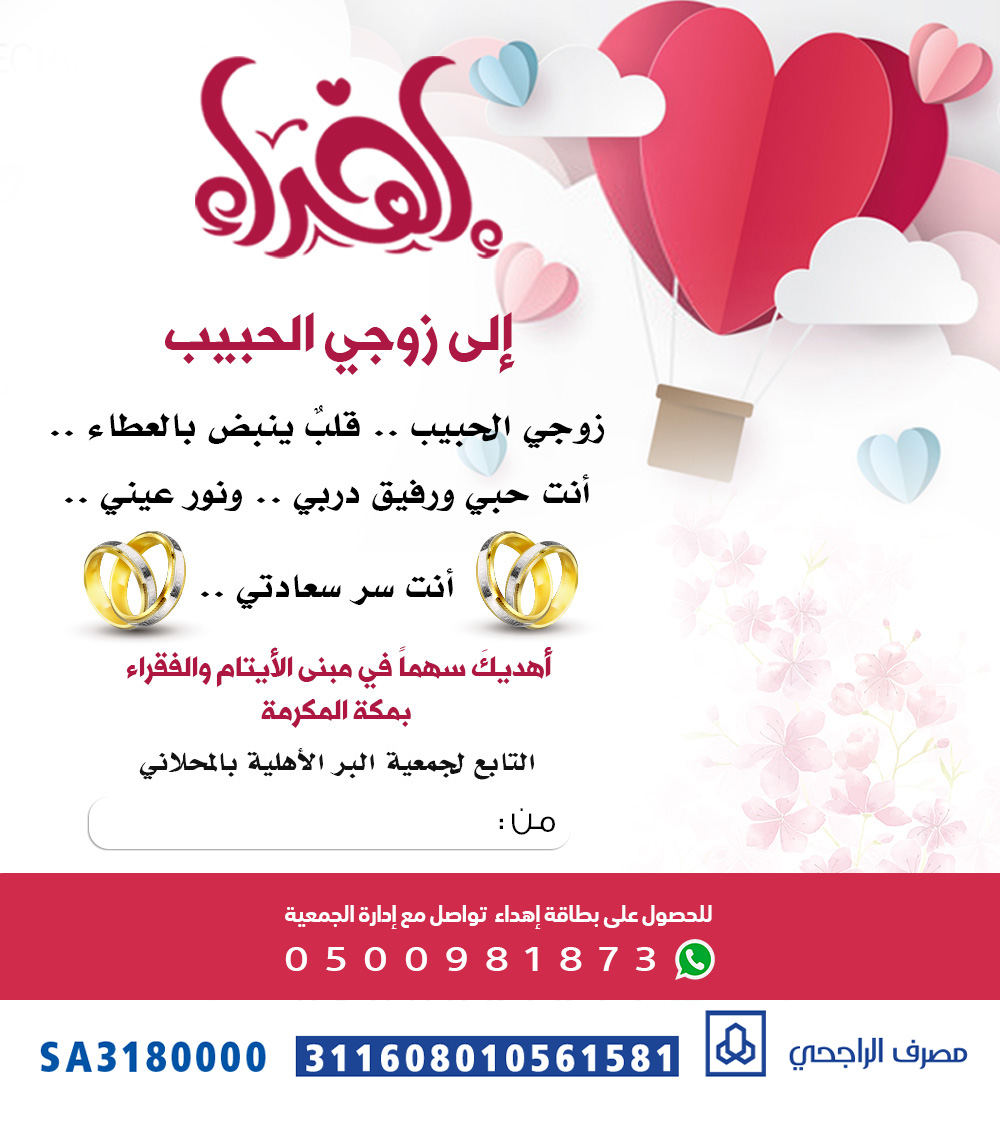 إهداء
إلى زوجي الحبيب
زوجي الحبيب .. قلبٌ ينبض بالعطاء ..
أنت حبي ورفيق دربي .. ونور عيني ..
أنت سر سعادتي ..
أهديكَ سهماً في مبنى الأيتام والفقراء
بمكة المكرمة
التابع لجمعية البر الأهلية بالمحلاني
من :
للحصول على بطاقة إهداء تواصل مع إدارة الجمعية
0500981873
SA3180000 311608010561581 مصرف الراجحي